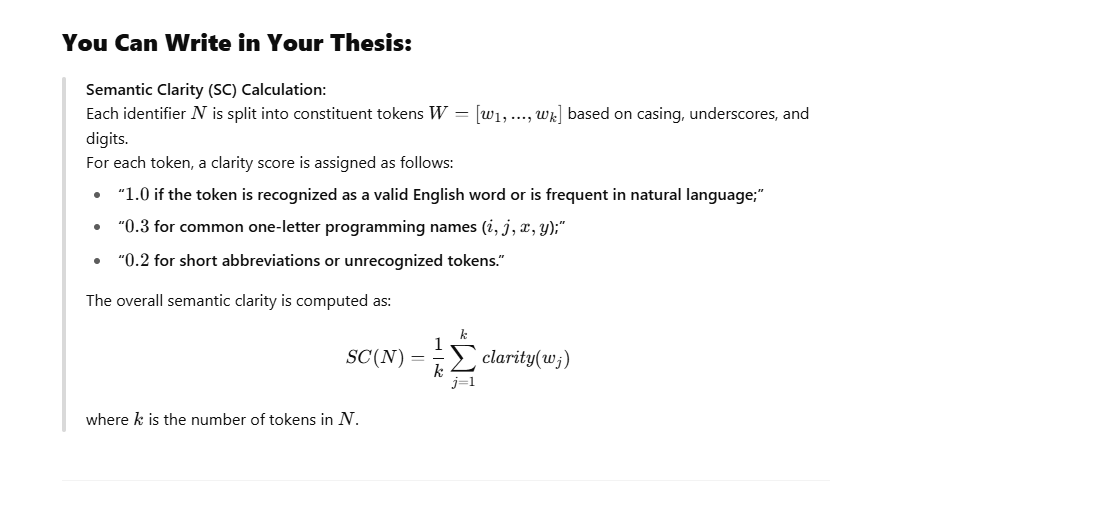 You Can Write in Your Thesis:
Semantic Clarity (SC) Calculation:
Each identifier N is split into constituent tokens W = [w₁, ..., wₖ] based on casing, underscores, and
digits.
For each token, a clarity score is assigned as follows:
• “1.0 if the token is recognized as a valid English word or is frequent in natural language;”
• “0.3 for common one-letter programming names (i, j, x, y);”
• “0.2 for short abbreviations or unrecognized tokens.”
The overall semantic clarity is computed as:
SC(N) = 1/k ∑_{j=1}^{k} clarity(wⱼ)
where k is the number of tokens in N.